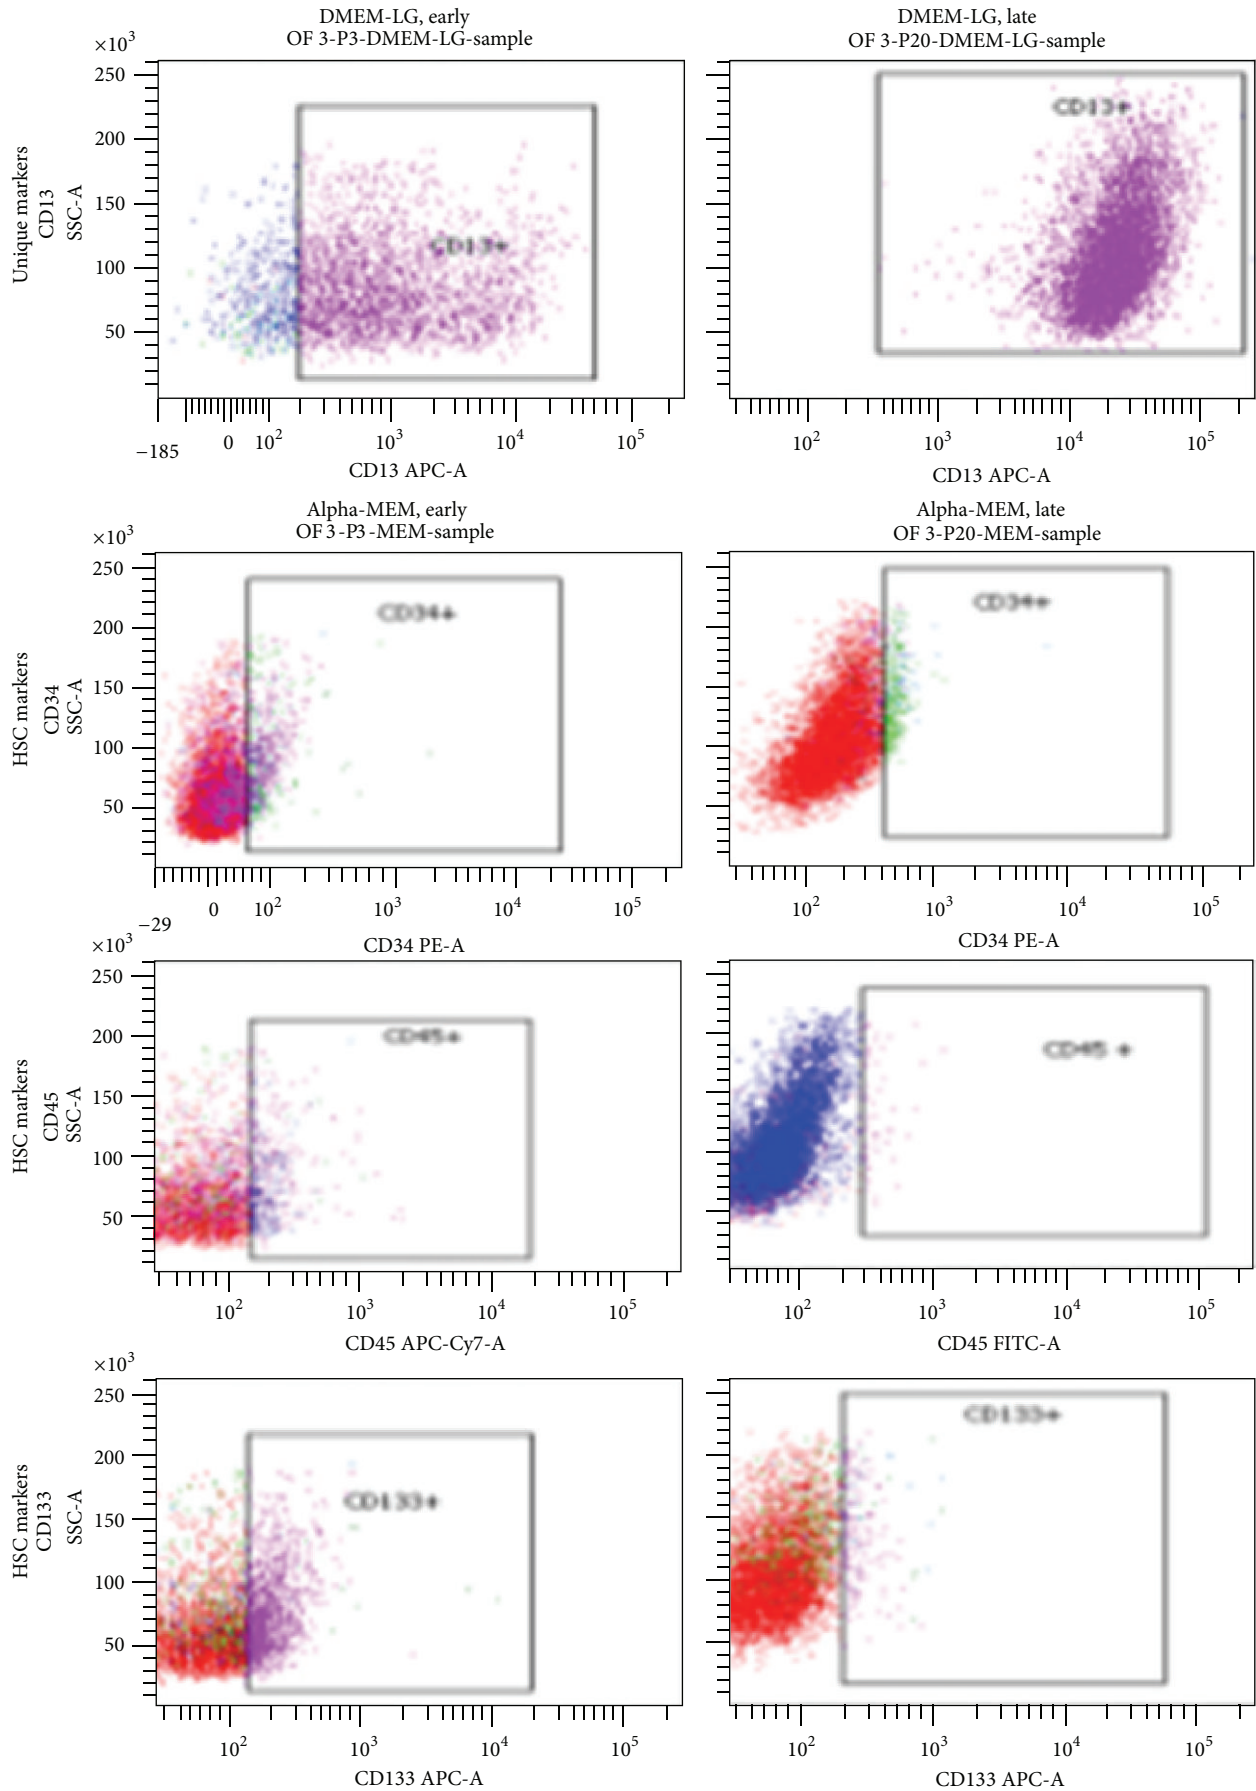 DMEM-LG, early
OF 3-P3-DMEM-LG-sample
DMEM-LG, late
OF 3-P20-DMEM-LG-sample
×10³
250
200
150
100
50
Unique markers
CD13
SSC-A
CD13+
CD13+
−185
0
10²
10³
10⁴
10⁵
CD13 APC-A
10²
10³
10⁴
10⁵
CD13 APC-A
Alpha-MEM, early
OF 3-P3-MEM-sample
Alpha-MEM, late
OF 3-P20-MEM-sample
×10³
250
200
150
100
50
HSC markers
CD34
SSC-A
CD34+
CD34+
−29
0
10²
10³
10⁴
10⁵
CD34 PE-A
10²
10³
10⁴
10⁵
CD34 PE-A
×10³
250
200
150
100
50
HSC markers
CD45
SSC-A
CD45+
CD45 +
10²
10³
10⁴
10⁵
CD45 APC-Cy7-A
10²
10³
10⁴
10⁵
CD45 FITC-A
×10³
250
200
150
100
50
HSC markers
CD133
SSC-A
CD133+
CD133+
10²
10³
10⁴
10⁵
CD133 APC-A
10²
10³
10⁴
10⁵
CD133 APC-A